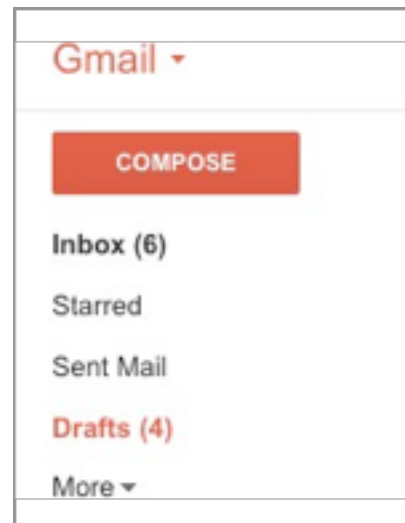 Gmail
COMPOSE
Inbox (6)
Starred
Sent Mail
Drafts (4)
More